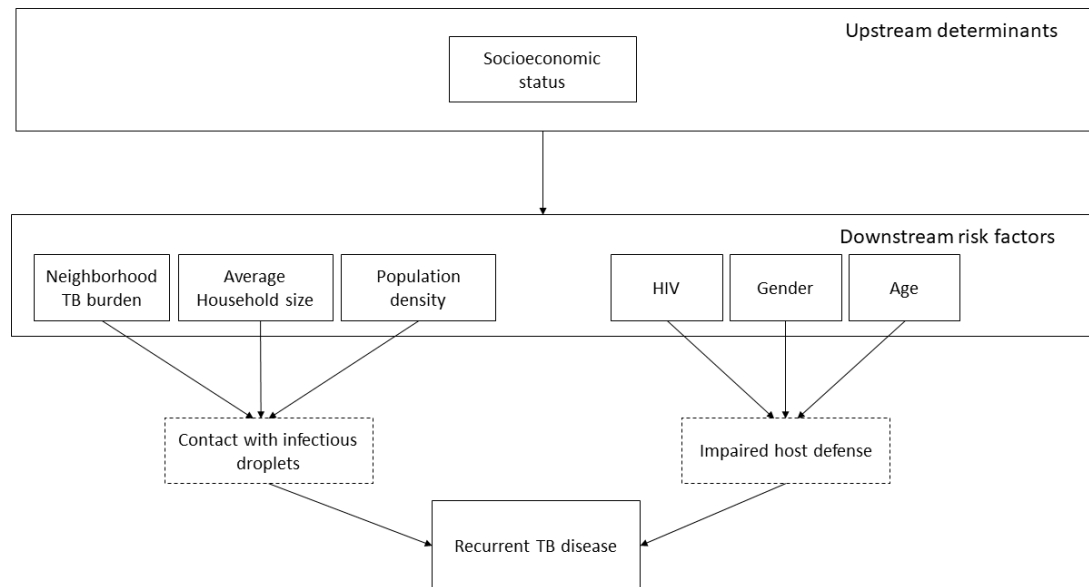 Upstream determinants
Socioeconomic
status
Downstream risk factors
Neighborhood
TB burden
Average
Household size
Population
density
HIV
Gender
Age
Contact with infectious
droplets
Impaired host defense
Recurrent TB disease